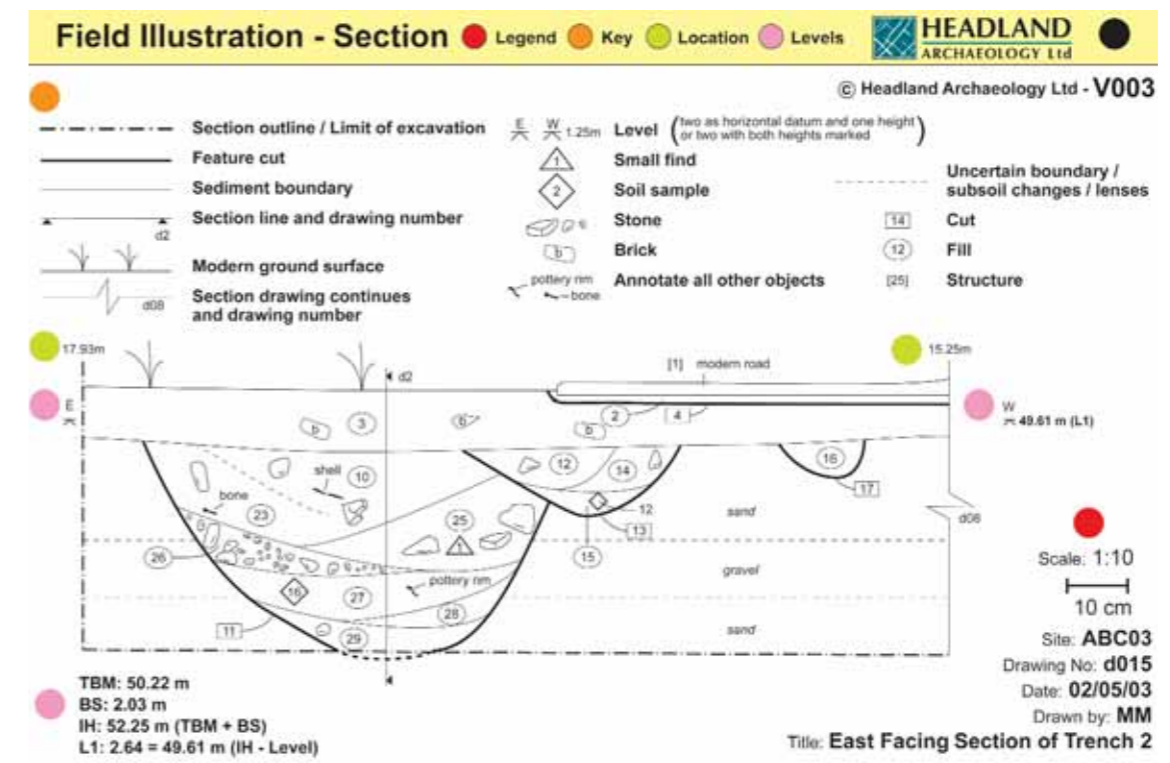 Field Illustration - Section Legend Key Location Levels
HEADLAND
ARCHAEOLOGY Ltd
© Headland Archaeology Ltd - V003
Section outline / Limit of excavation
Feature cut
Sediment boundary
Section line and drawing number
d2
Modern ground surface
Section drawing continues
and drawing number
d08
E W 1.25m Level (two as horizontal datum and one height
or two with both heights marked)
1 Small find
2 Soil sample
Stone
b Brick
pottery rim
bone
Annotate all other objects
Uncertain boundary /
subsoil changes / lenses
14 Cut
12 Fill
[25] Structure
17.93m
15.25m
[1] modern road
d2
E
W
49.61 m (L1)
3
b
b
2
4
b
12
14
16
17
shell
10
bone
23
25
1
12
13
15
sand
d08
26
gravel
16
27
pottery rim
28
11
29
sand
Scale: 1:10
10 cm
Site: ABC03
Drawing No: d015
Date: 02/05/03
Drawn by: MM
Title: East Facing Section of Trench 2
TBM: 50.22 m
BS: 2.03 m
IH: 52.25 m (TBM + BS)
L1: 2.64 = 49.61 m (IH - Level)